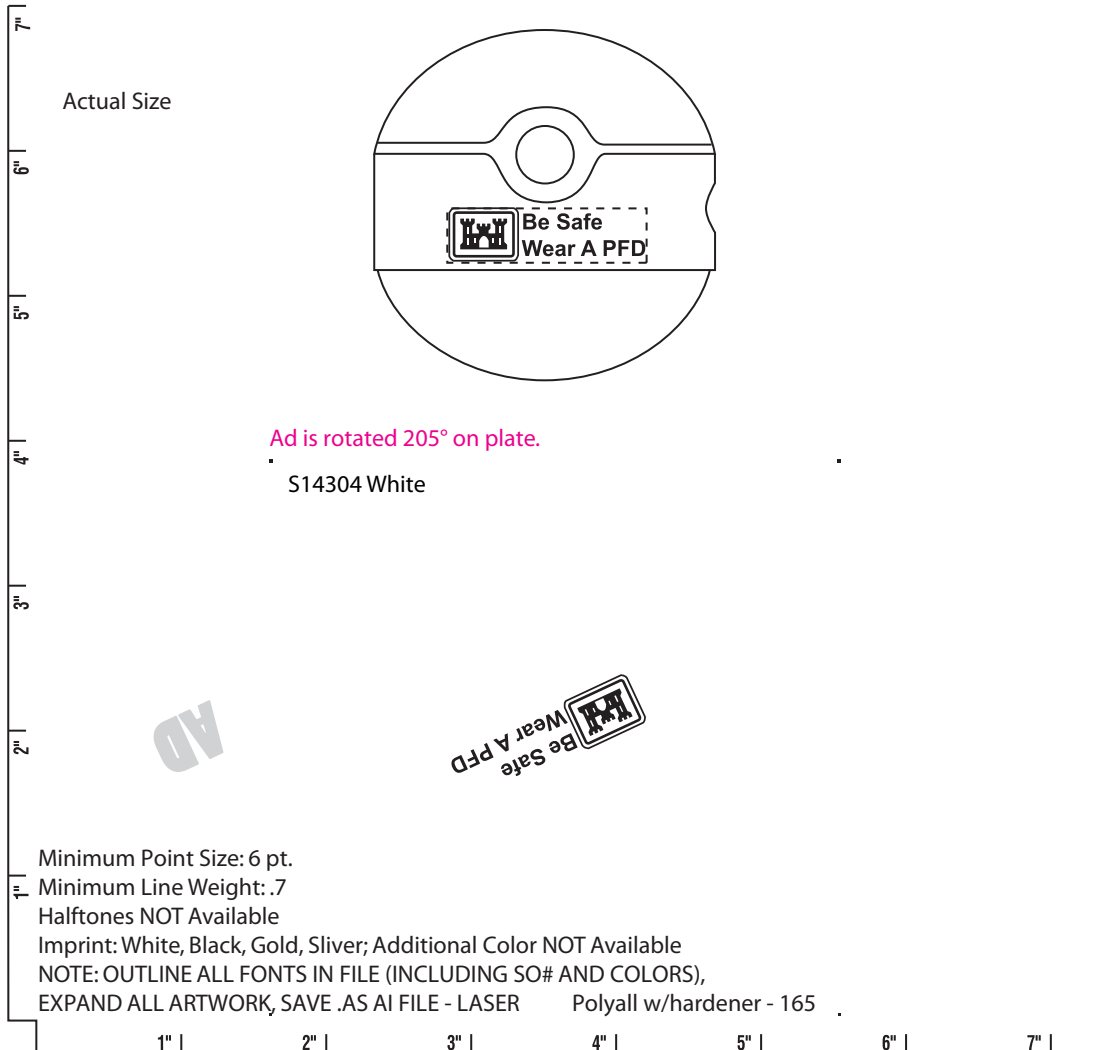 7"
Actual Size
6"
Be Safe
Wear A PFD
5"
Ad is rotated 205° on plate.
4"
S14304 White
3"
2"
AD
Be Safe
Wear A PFD
Minimum Point Size: 6 pt.
1"
Minimum Line Weight: .7
Halftones NOT Available
Imprint: White, Black, Gold, Sliver; Additional Color NOT Available
NOTE: OUTLINE ALL FONTS IN FILE (INCLUDING SO# AND COLORS),
EXPAND ALL ARTWORK, SAVE .AS AI FILE - LASER Polyall w/hardener - 165
1" 2" 3" 4" 5" 6" 7"